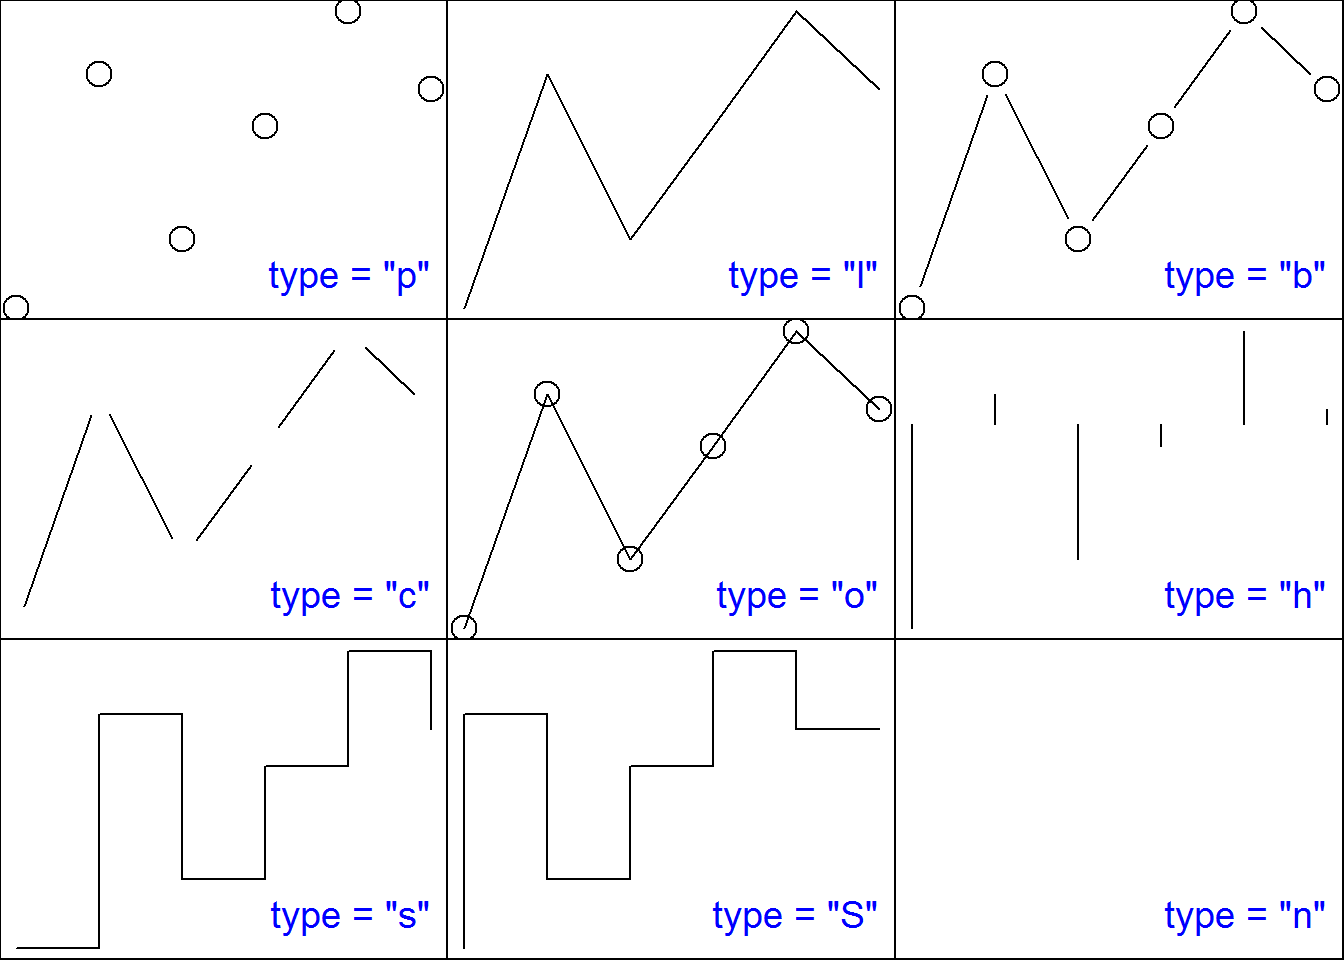 type = "p"
type = "l"
type = "b"
type = "c"
type = "o"
type = "h"
type = "s"
type = "S"
type = "n"